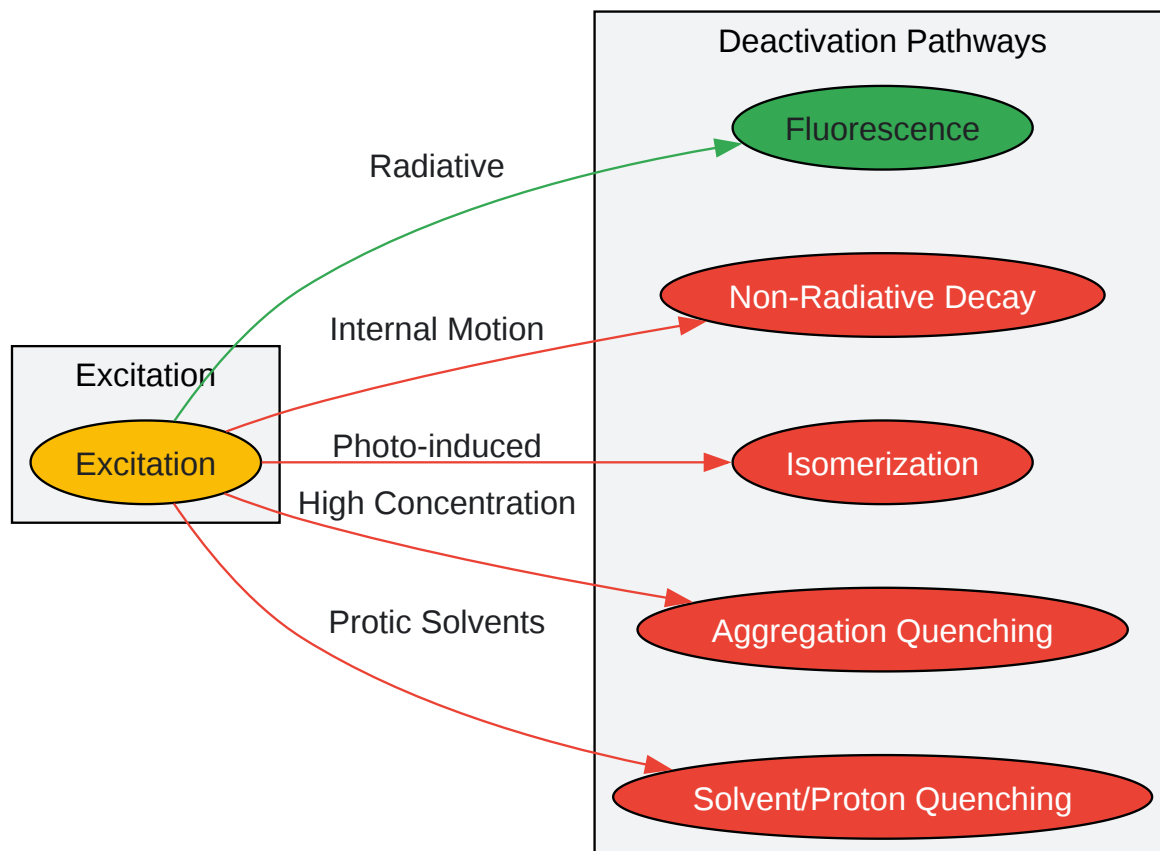 Deactivation Pathways
Fluorescence
Radiative
Non-Radiative Decay
Internal Motion
Excitation
Excitation
Photo-induced
Isomerization
High Concentration
Aggregation Quenching
Protic Solvents
Solvent/Proton Quenching